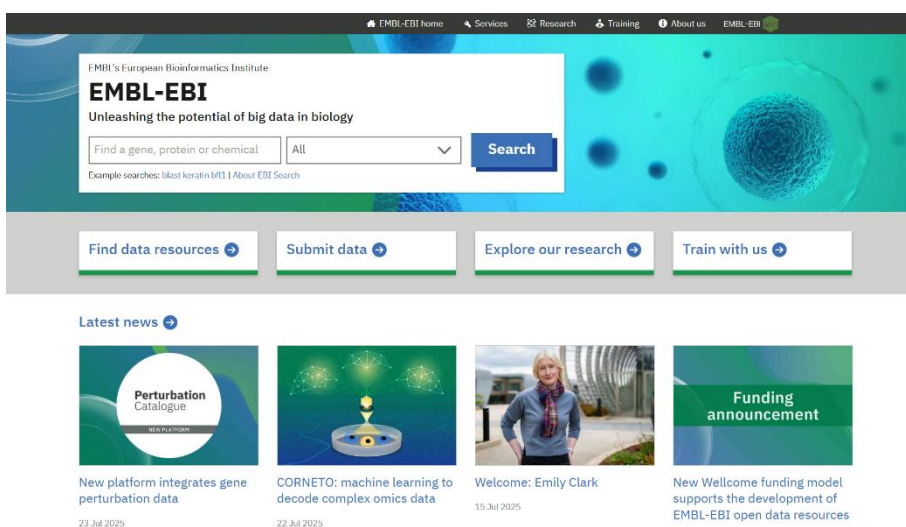 EMBL-EBI home Services Research Training About us EMBL-EBI
EMBL's European Bioinformatics Institute
EMBL-EBI
Unleashing the potential of big data in biology
Find a gene, protein or chemical All Search
Example searches: blast keratin bfl1 | About EBI Search
Find data resources Submit data Explore our research Train with us
Latest news
Perturbation
Catalogue
NEW PLATFORM
Funding
announcement
New platform integrates gene
perturbation data
23 Jul 2025
CORNETO: machine learning to
decode complex omics data
22 Jul 2025
Welcome: Emily Clark
15 Jul 2025
New Wellcome funding model
supports the development of
EMBL-EBI open data resources